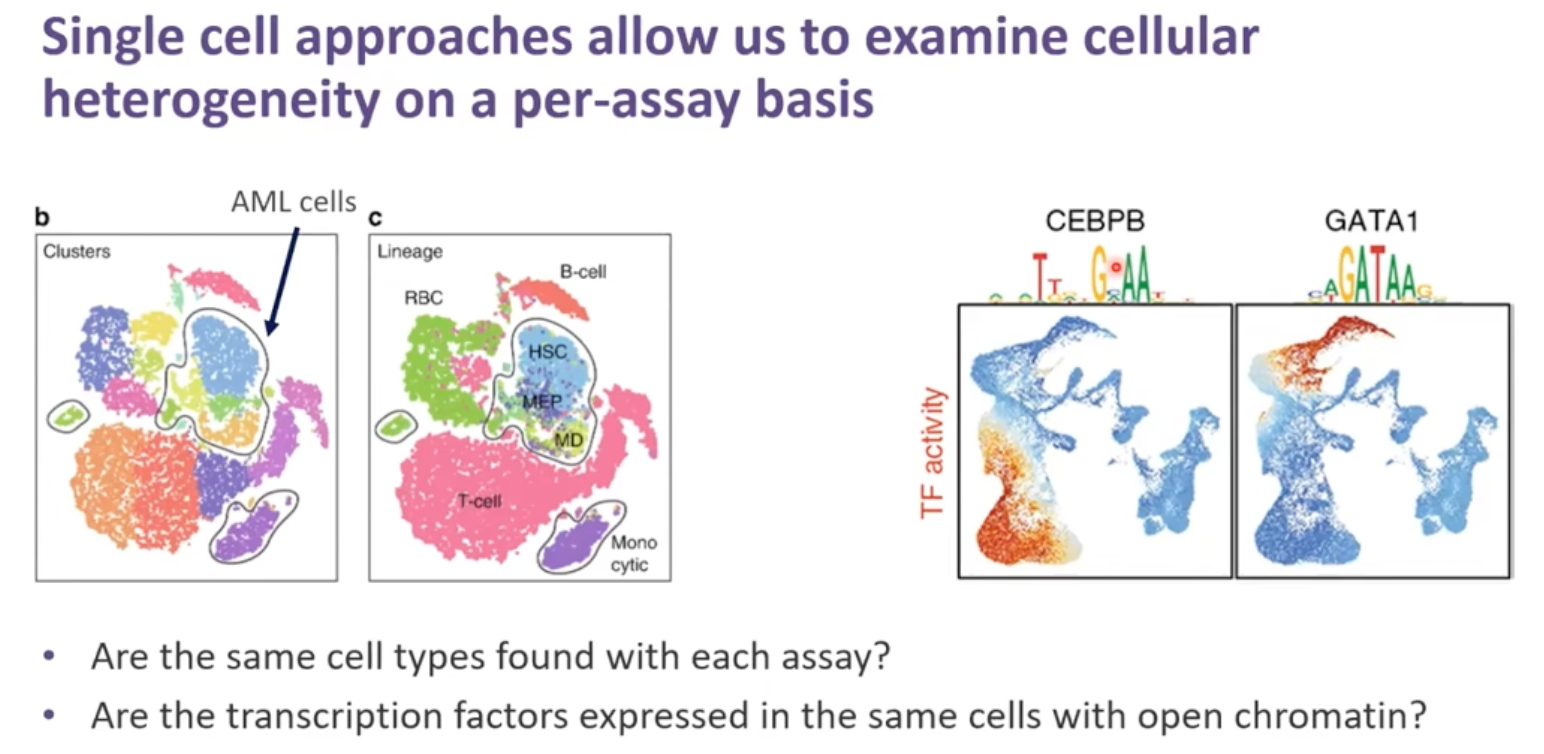 Single cell approaches allow us to examine cellular
heterogeneity on a per-assay basis
AML cells
b
Clusters
c
Lineage
B-cell
RBC
HSC
MEP
MD
T-cell
Mono
cytic
CEBPB
GATA1
GATAA
TF activity
• Are the same cell types found with each assay?
• Are the transcription factors expressed in the same cells with open chromatin?